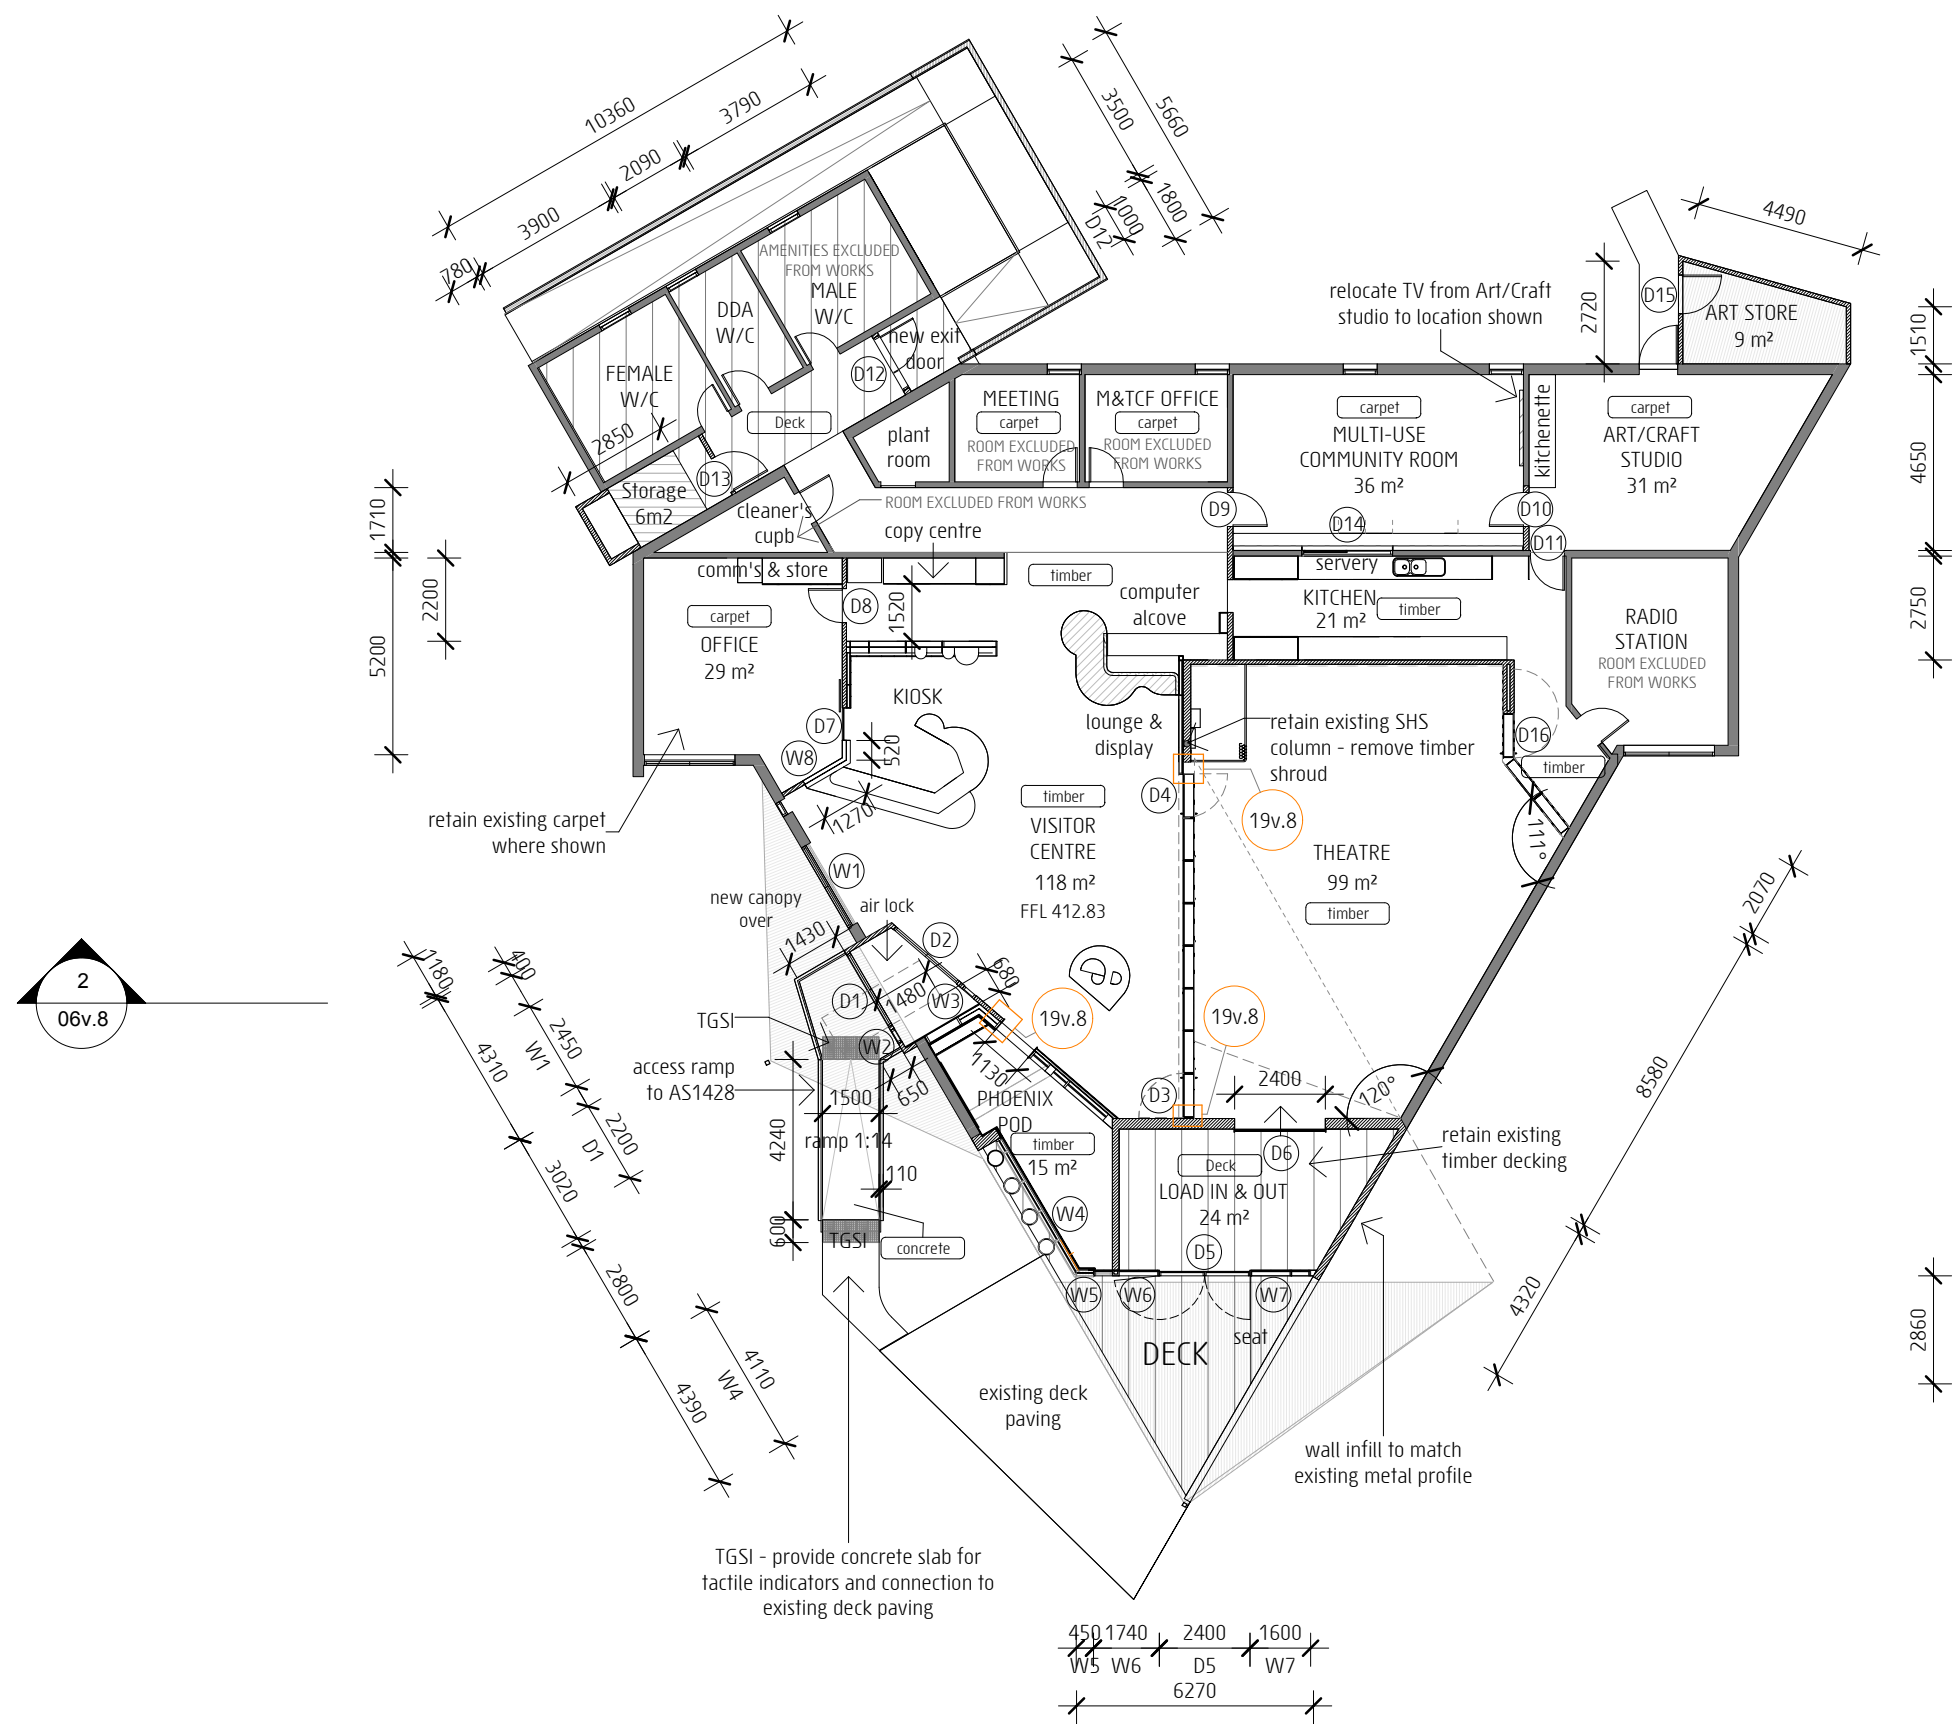 10360
3790
2090
3900
780
5660
3500
1800
1000
D12
4490
2720
1510
4650
2750
2860
AMENITIES EXCLUDED
FROM WORKS
MALE
W/C
DDA
W/C
FEMALE
W/C
new exit
door
D12
Deck
2850
D13
Storage
6m2
cleaner's
cupb
plant
room
MEETING
carpet
ROOM EXCLUDED
FROM WORKS
M&TCF OFFICE
carpet
ROOM EXCLUDED
FROM WORKS
relocate TV from Art/Craft
studio to location shown
D15
ART STORE
9 m²
carpet
MULTI-USE
COMMUNITY ROOM
36 m²
kitchenette
carpet
ART/CRAFT
STUDIO
31 m²
ROOM EXCLUDED FROM WORKS
copy centre
D9
D14
D10
D11
1710
2200
5200
comm's & store
carpet
OFFICE
29 m²
D8
1520
timber
computer
alcove
servery
KITCHEN
21 m²
timber
RADIO
STATION
ROOM EXCLUDED
FROM WORKS
KIOSK
D7
W8
520
1270
lounge &
display
retain existing SHS
column - remove timber
shroud
D16
timber
111°
retain existing carpet
where shown
timber
VISITOR
CENTRE
118 m²
FFL 412.83
D4
19v.8
THEATRE
99 m²
timber
W1
new canopy
over
air lock
1430
D2
D1
1480
W3
680
W2
19v.8
19v.8
2
06v.8
1180
400
2450
W1
4310
2200
D1
3020
2800
4390
4110
W4
TGSI
access ramp
to AS1428
1500
650
1130
4240
ramp 1:14
110
600
TGSI
concrete
PHOENIX
POD
timber
15 m²
W4
D3
2400
120°
D6
Deck
LOAD IN & OUT
24 m²
D5
retain existing
timber decking
2070
8580
4320
W5
W6
W7
seat
DECK
existing deck
paving
wall infill to match
existing metal profile
TGSI - provide concrete slab for
tactile indicators and connection to
existing deck paving
450 1740 2400 1600
W5 W6 D5 W7
6270